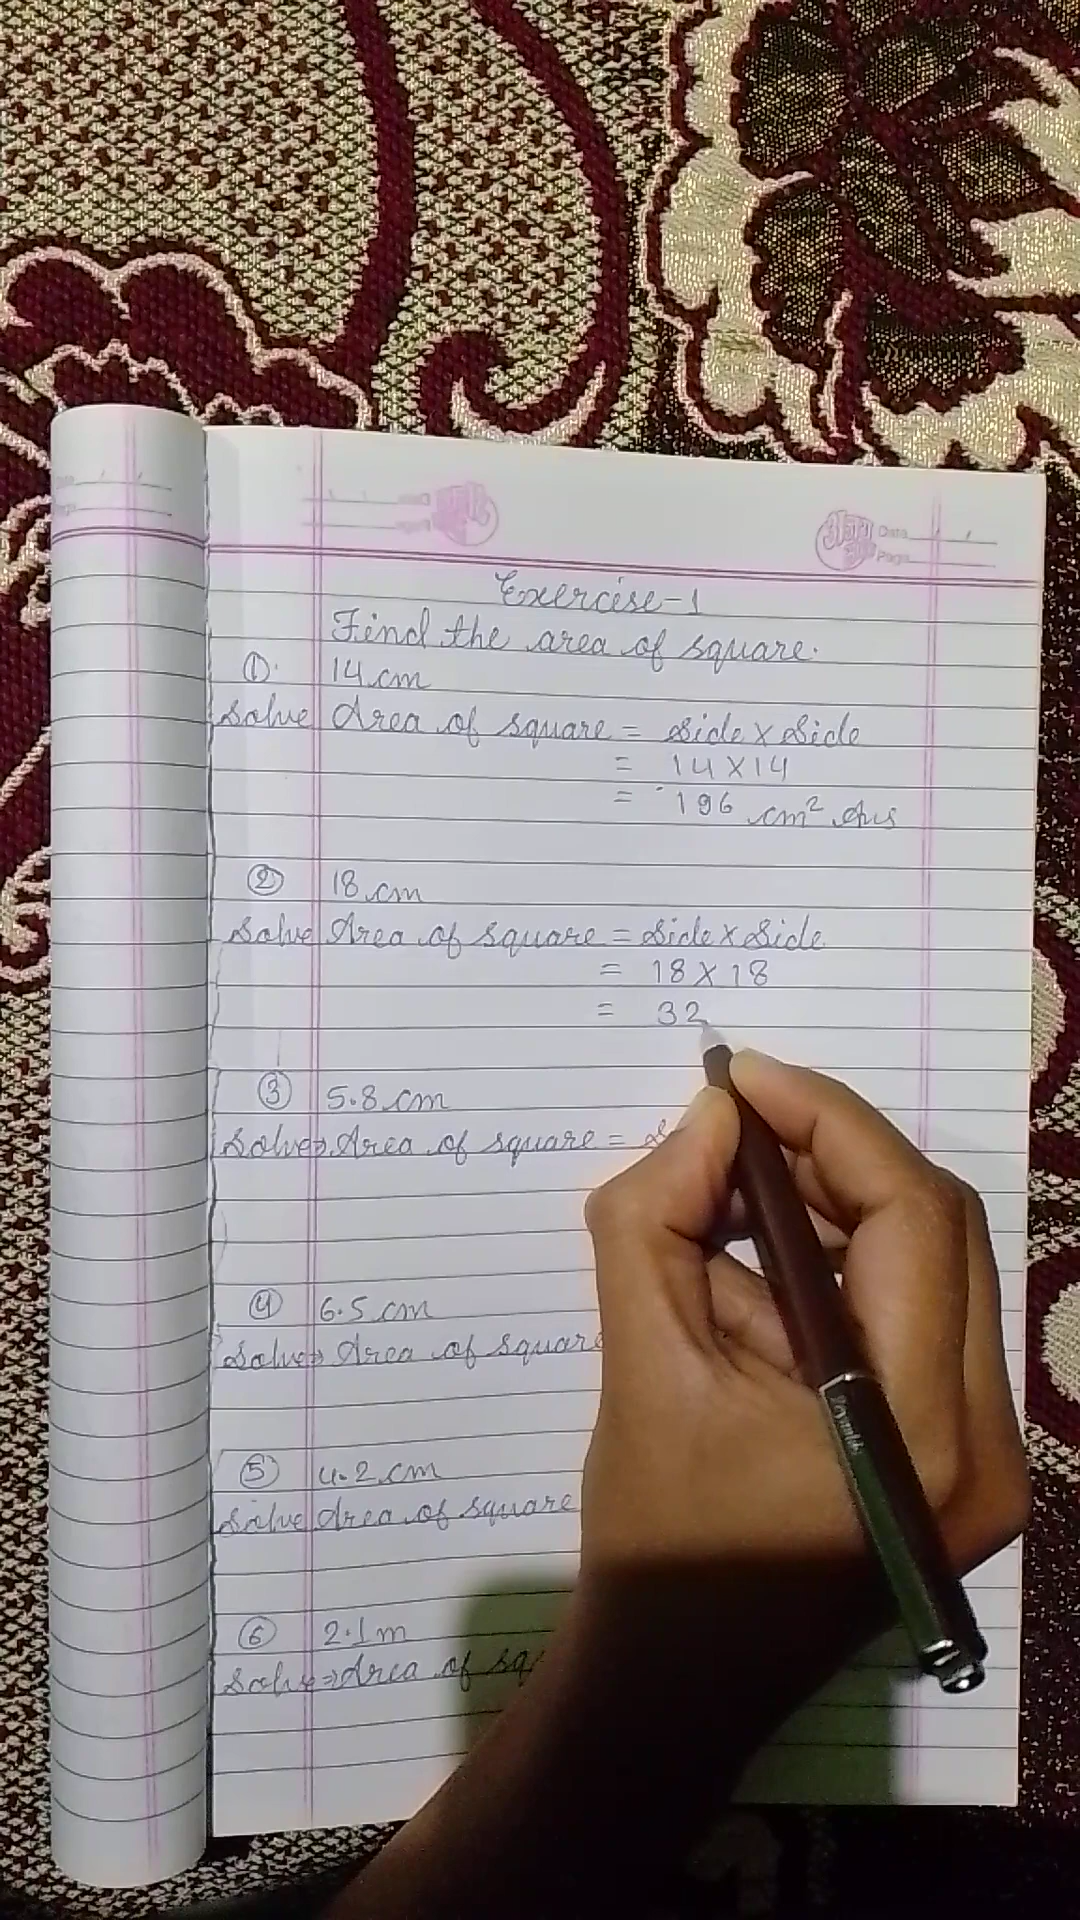 Data
Page
Exercise-1
Find the area of square.
① 14 cm
Solve Area of square = Side x Side
= 14 x 14
= 196 cm² Ans
② 18 cm
Solve Area of square = Side x Side
= 18 x 18
= 32
③ 5.8 cm
Solve⇒ Area of square = S
④ 6.5 cm
Solve⇒ Area of square
⑤ 4.2 cm
Solve Area of square
⑥ 2.1 m
Solve⇒ Area of sq